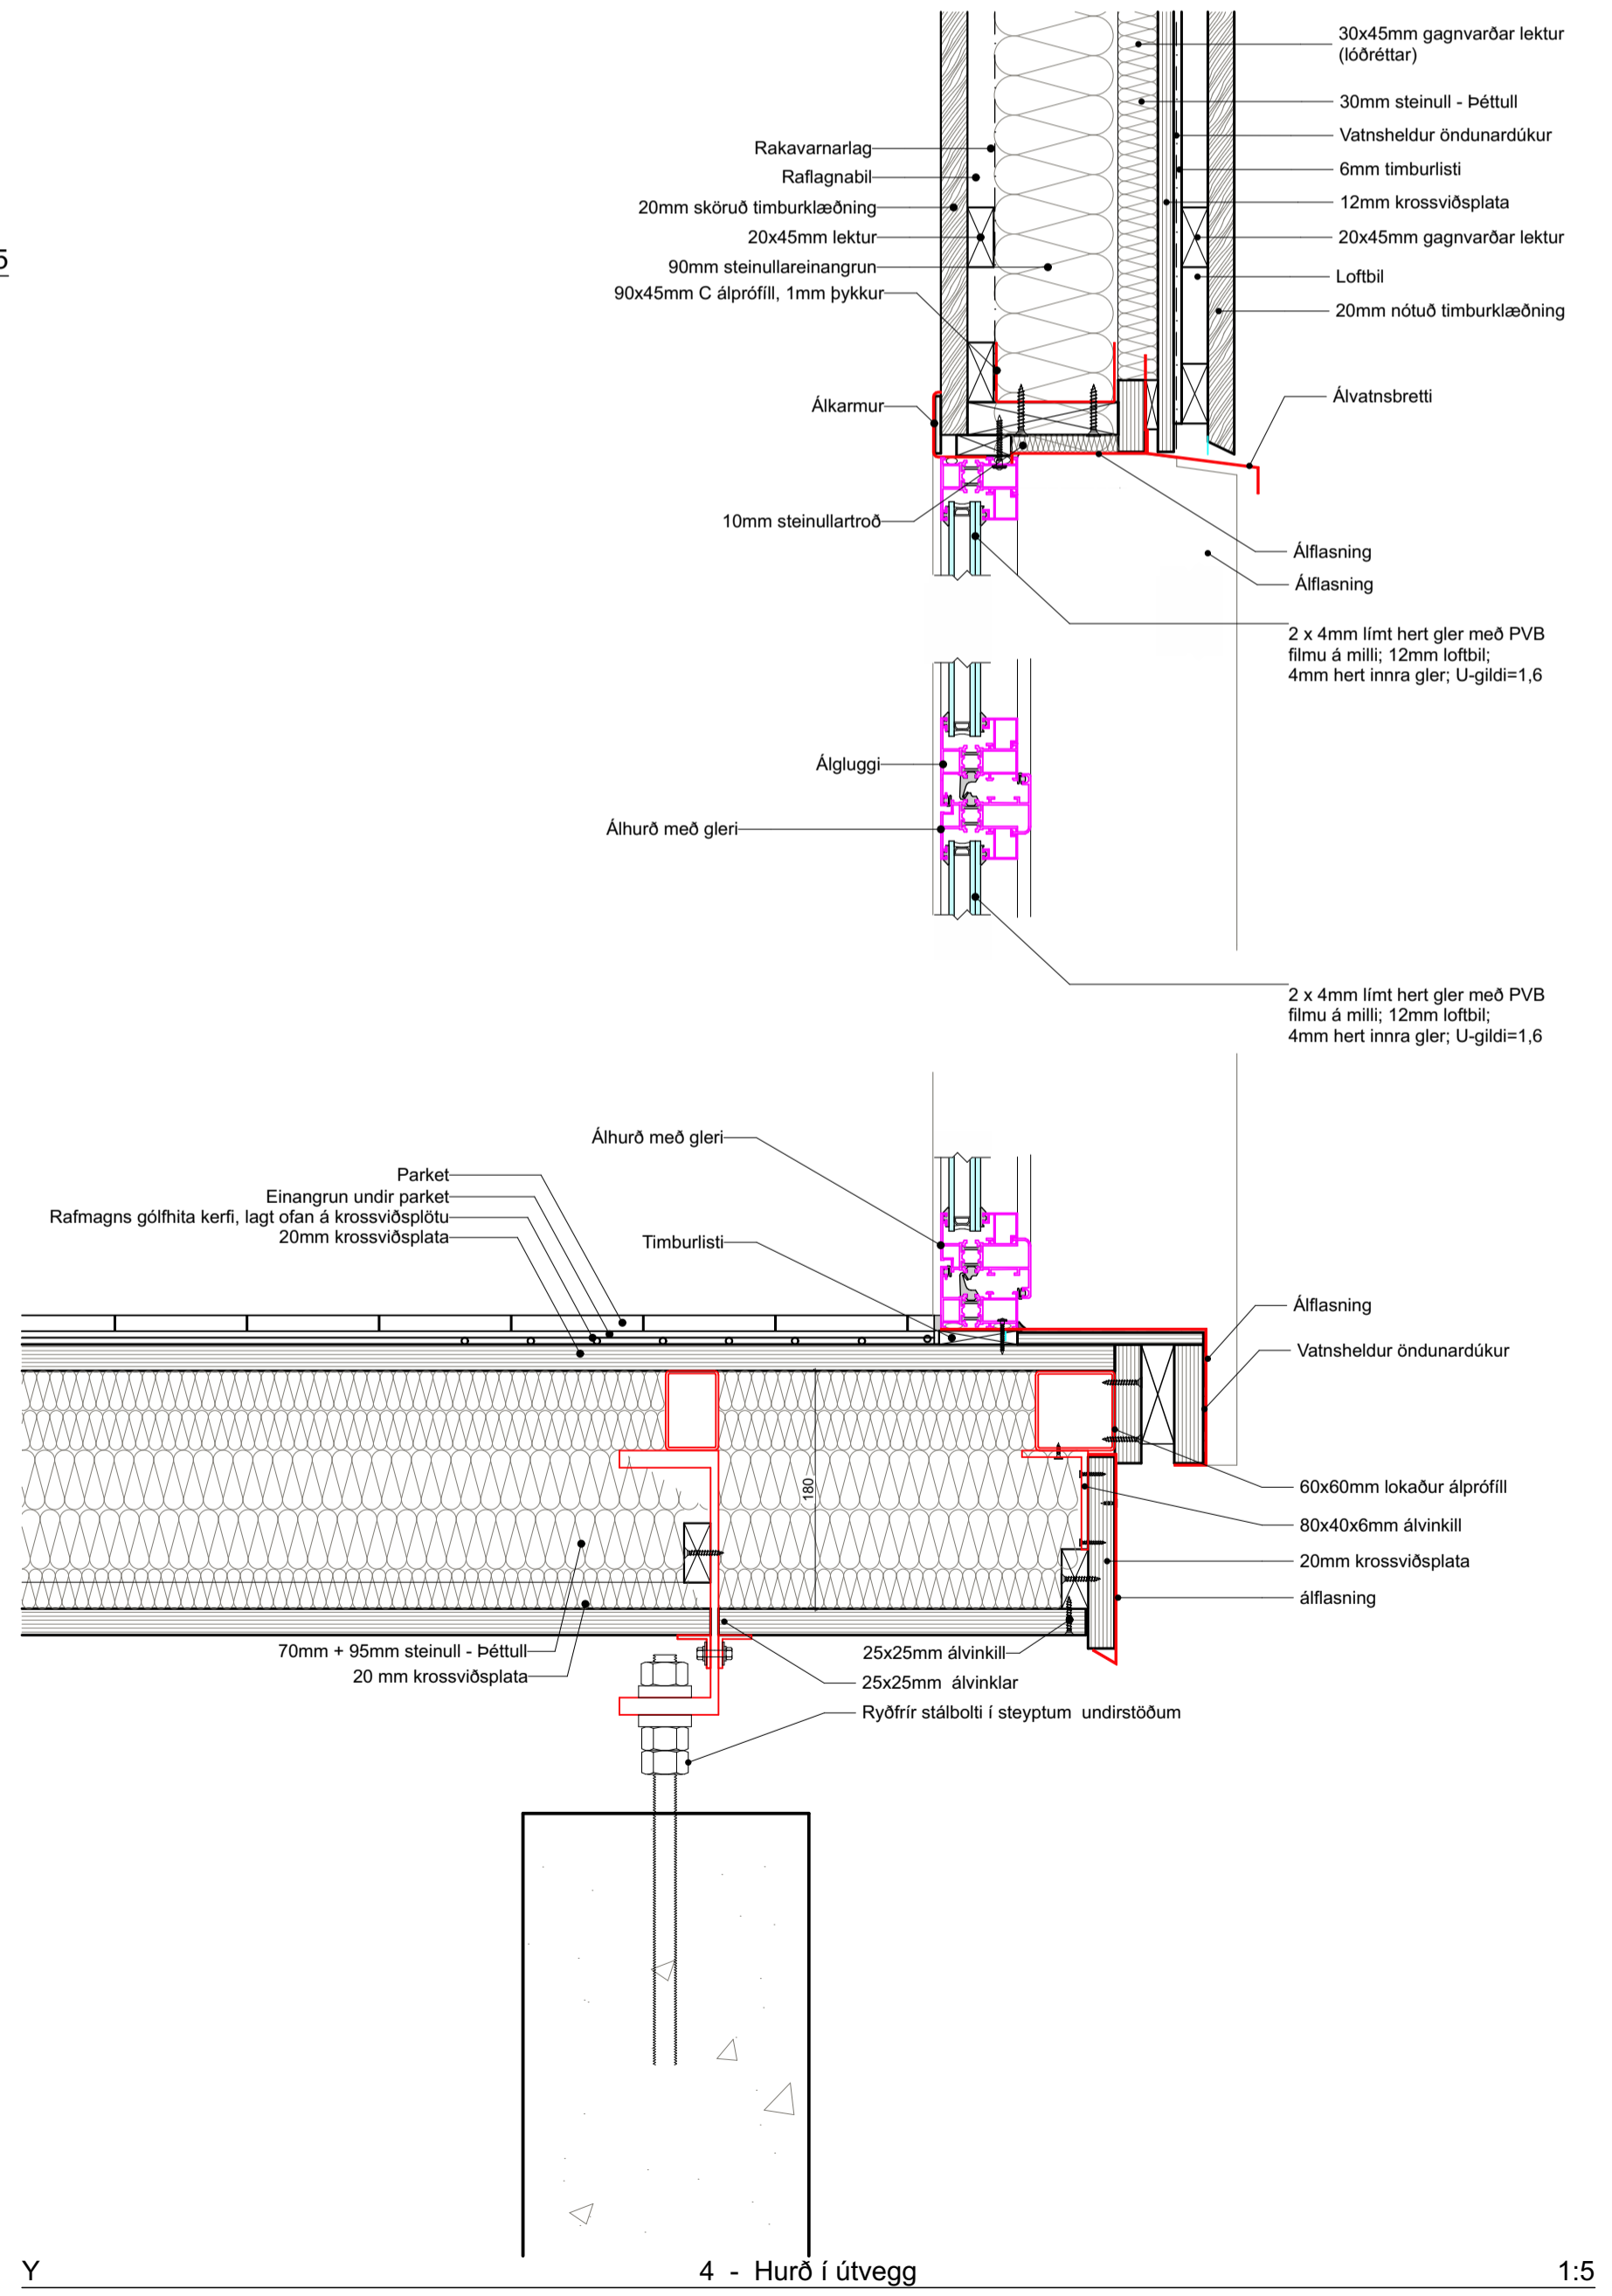 5
30x45mm gagnvarðar lektur
(lóðréttar)
30mm steinull - Þéttull
Vatnsheldur öndunardúkur
6mm timburlisti
12mm krossviðsplata
20x45mm gagnvarðar lektur
Loftbil
20mm nótuð timburklæðning
Rakavarnarlag
Raflagnabil
20mm sköruð timburklæðning
20x45mm lektur
90mm steinullareinangrun
90x45mm C álprófíll, 1mm þykkur
Álkarmur
Álvatnsbretti
10mm steinullartroð
Álflasning
Álflasning
2 x 4mm límt hert gler með PVB
filmu á milli; 12mm loftbil;
4mm hert innra gler; U-gildi=1,6
Álgluggi
Álhurð með gleri
2 x 4mm límt hert gler með PVB
filmu á milli; 12mm loftbil;
4mm hert innra gler; U-gildi=1,6
Álhurð með gleri
Parket
Einangrun undir parket
Rafmagns gólfhita kerfi, lagt ofan á krossviðsplötu
20mm krossviðsplata
Timburlisti
Álflasning
Vatnsheldur öndunardúkur
180
60x60mm lokaður álprófíll
80x40x6mm álvinkill
20mm krossviðsplata
álflasning
70mm + 95mm steinull - Þéttull
20 mm krossviðsplata
25x25mm álvinkill
25x25mm álvinklar
Ryðfrír stálbolti í steyptum undirstöðum
Y
4 - Hurð í útvegg
1:5